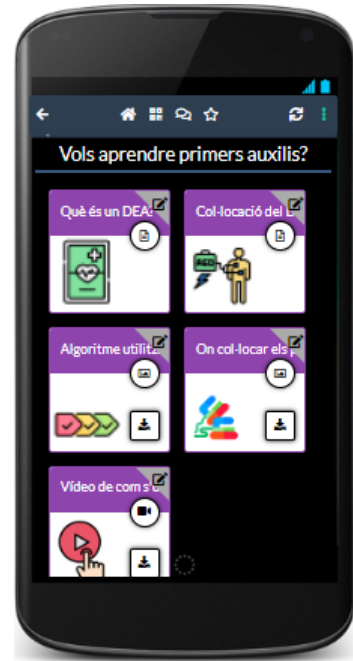 Vols aprendre primers auxilis?
Què és un DEA
Col·locació del
AED
Algoritme utilit
On col·locar els
Vídeo de com s'